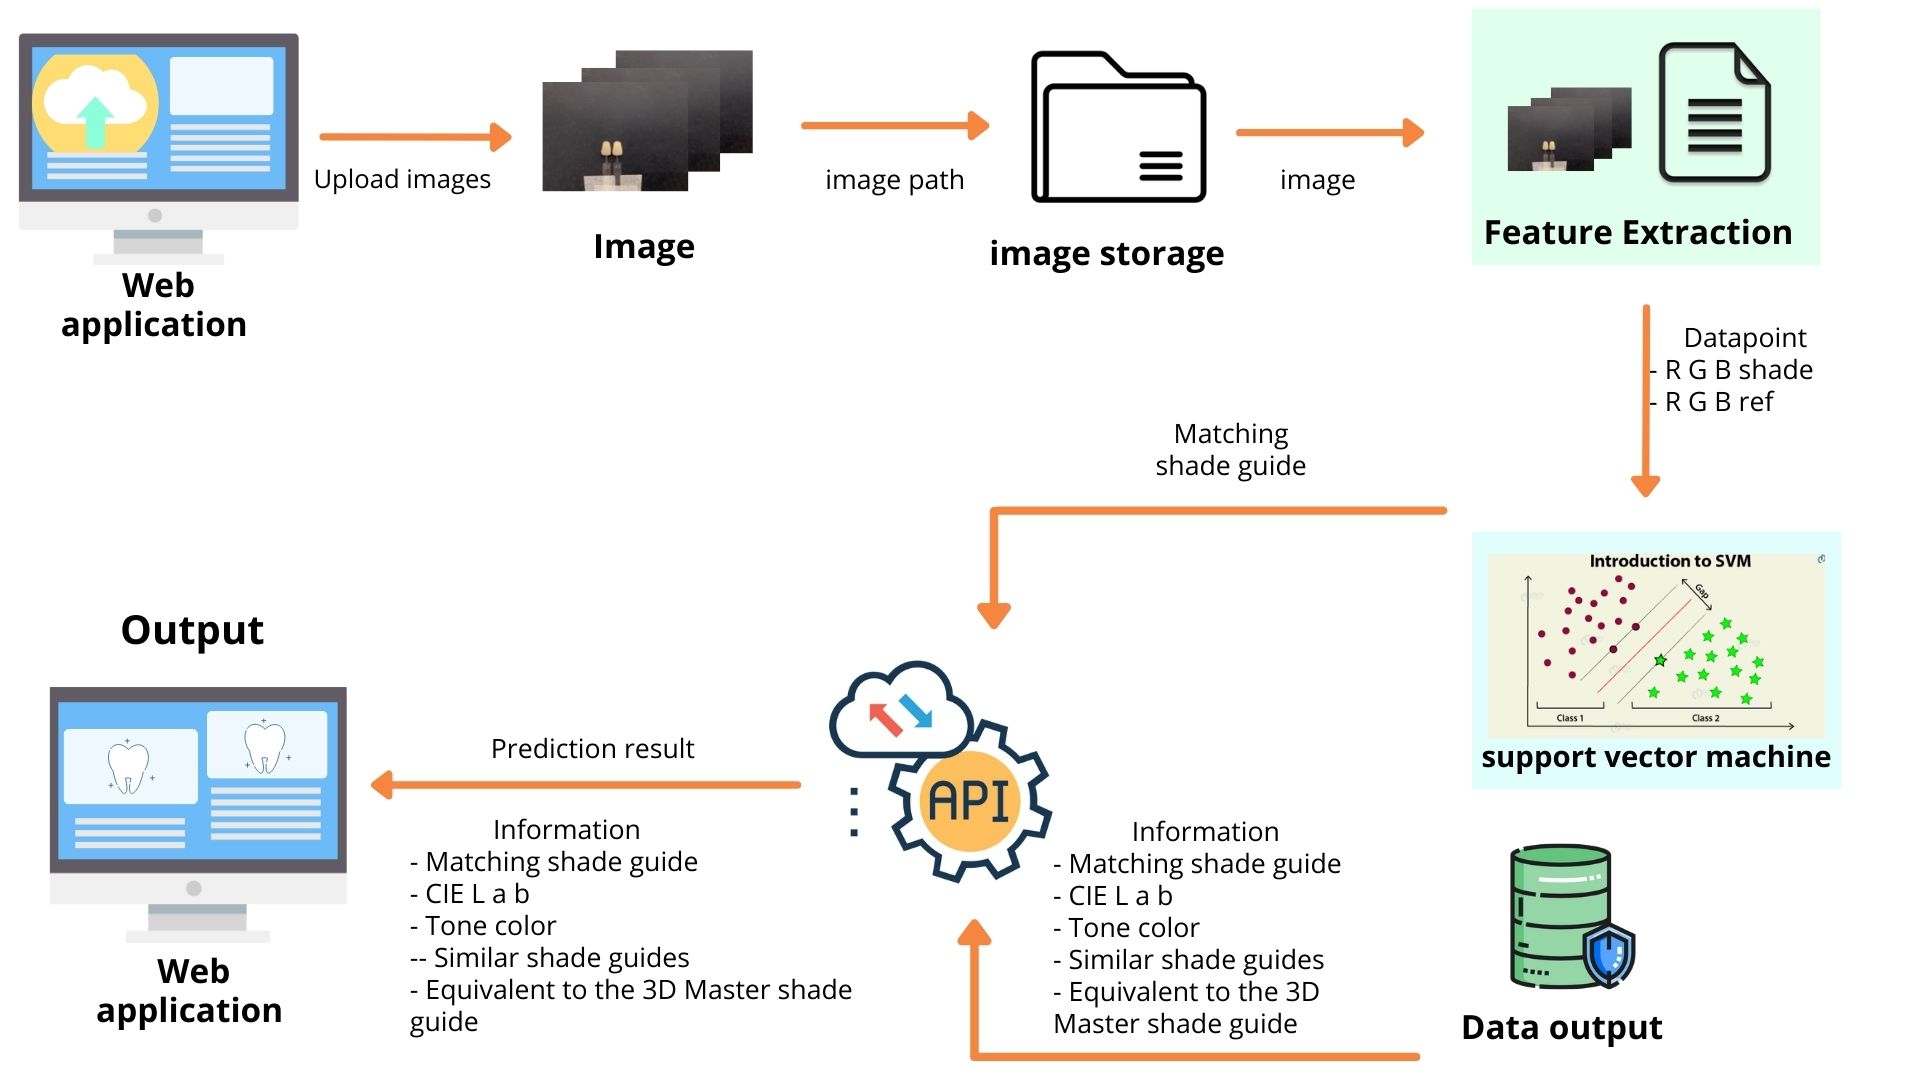 Upload images
image path
image
Image
image storage
Feature Extraction
Web
application
Datapoint
- R G B shade
- R G B ref
Matching
shade guide
Introduction to SVM
Gap
Class 1
Class 2
support vector machine
Output
Prediction result
API
Information
- Matching shade guide
- CIE L a b
- Tone color
-- Similar shade guides
- Equivalent to the 3D Master shade
guide
Information
- Matching shade guide
- CIE L a b
- Tone color
- Similar shade guides
- Equivalent to the 3D
Master shade guide
Web
application
Data output